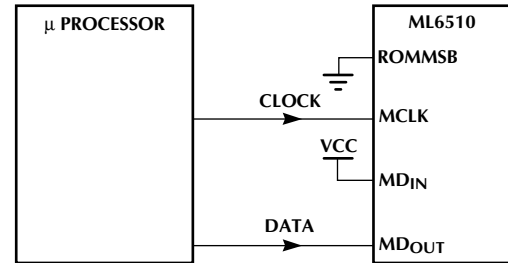 μ PROCESSOR
ML6510
ROMMSB
CLOCK
MCLK
VCC
MDIN
DATA
MDOUT